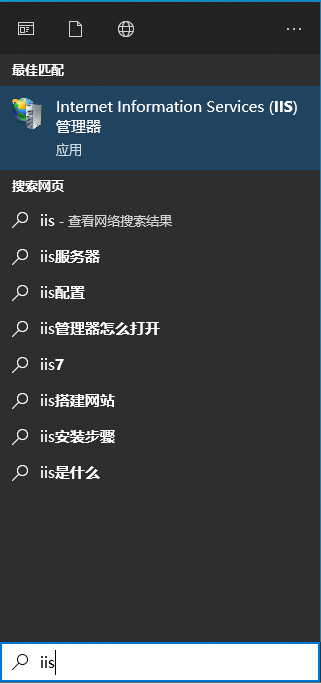 最佳匹配
Internet Information Services (IIS)
管理器
应用
搜索网页
iis - 查看网络搜索结果
iis服务器
iis配置
iis管理器怎么打开
iis7
iis搭建网站
iis安装步骤
iis是什么
iis